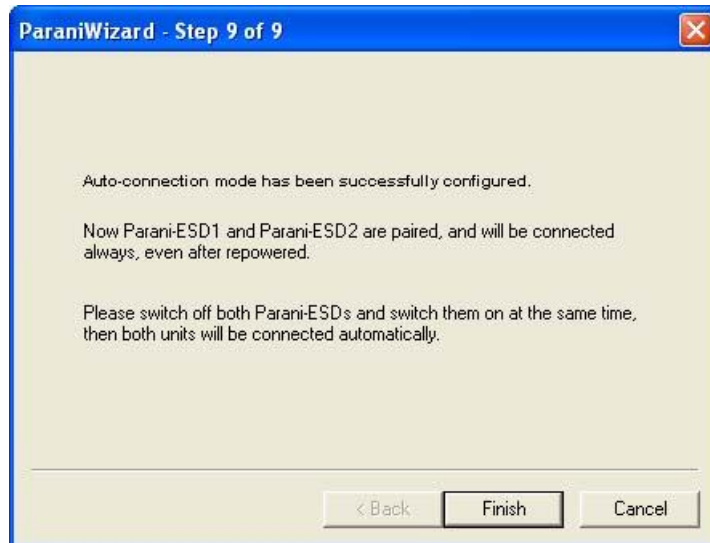 ParaniWizard - Step 9 of 9
Auto-connection mode has been successfully configured.
Now Parani-ESD1 and Parani-ESD2 are paired, and will be connected
always, even after repowered.
Please switch off both Parani-ESDs and switch them on at the same time,
then both units will be connected automatically.
< Back Finish Cancel